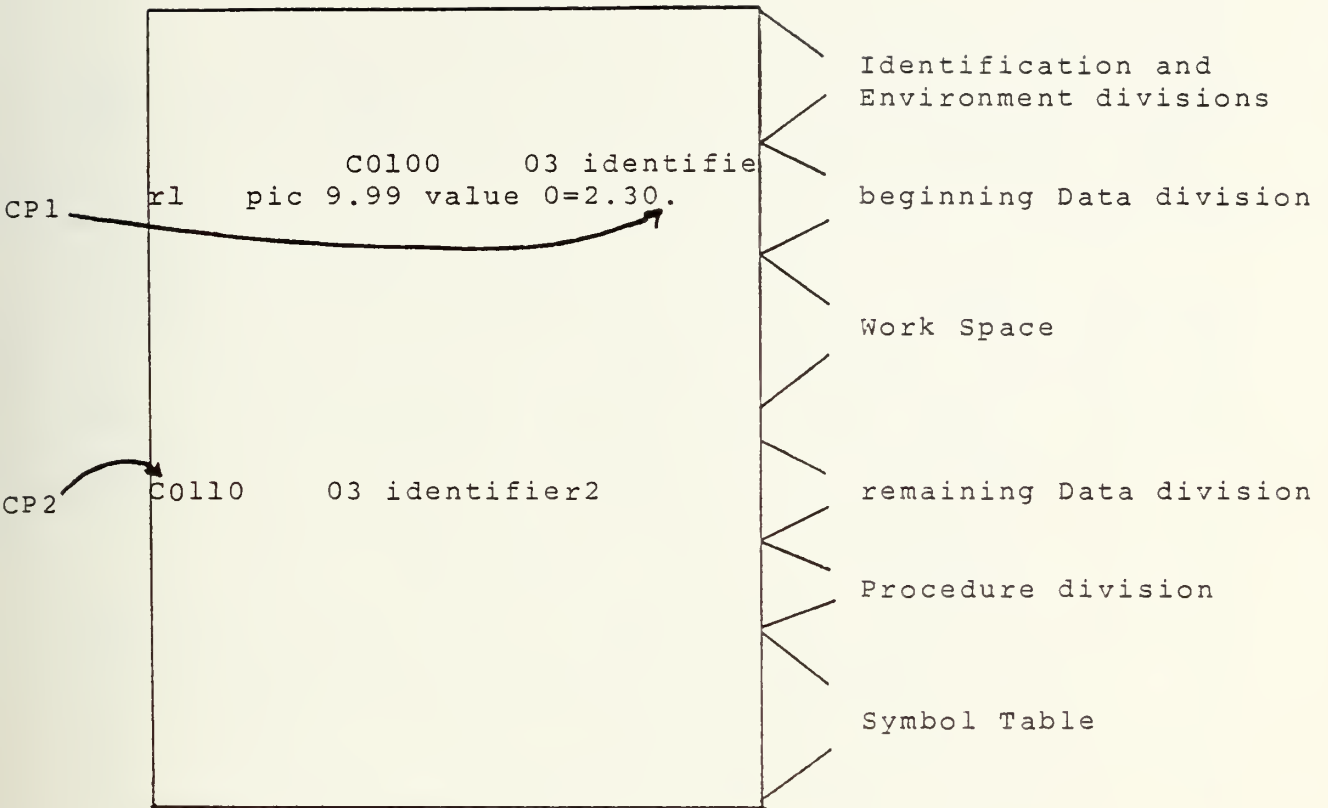 Identification and
Environment divisions
C0100 03 identifie
r1 pic 9.99 value 0=2.30.
CP1
beginning Data division
Work Space
CP2
C0110 03 identifier2
remaining Data division
Procedure division
Symbol Table